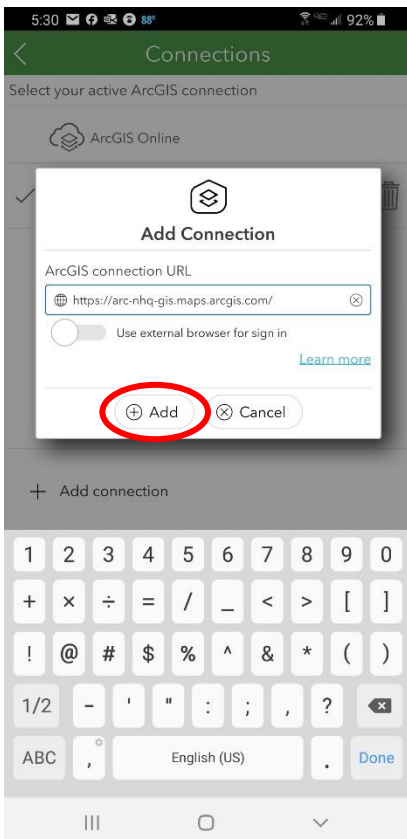 5:30 88° 92%
Connections
Select your active ArcGIS connection
ArcGIS Online
Add Connection
ArcGIS connection URL
https://arc-nhq-gis.maps.arcgis.com/
Use external browser for sign in
Learn more
Add Cancel
+ Add connection
1 2 3 4 5 6 7 8 9 0
+ × ÷ = / _ < > [ ]
! @ # $ % ^ & * ( )
1/2 - ' " : ; , ?
ABC , English (US) . Done